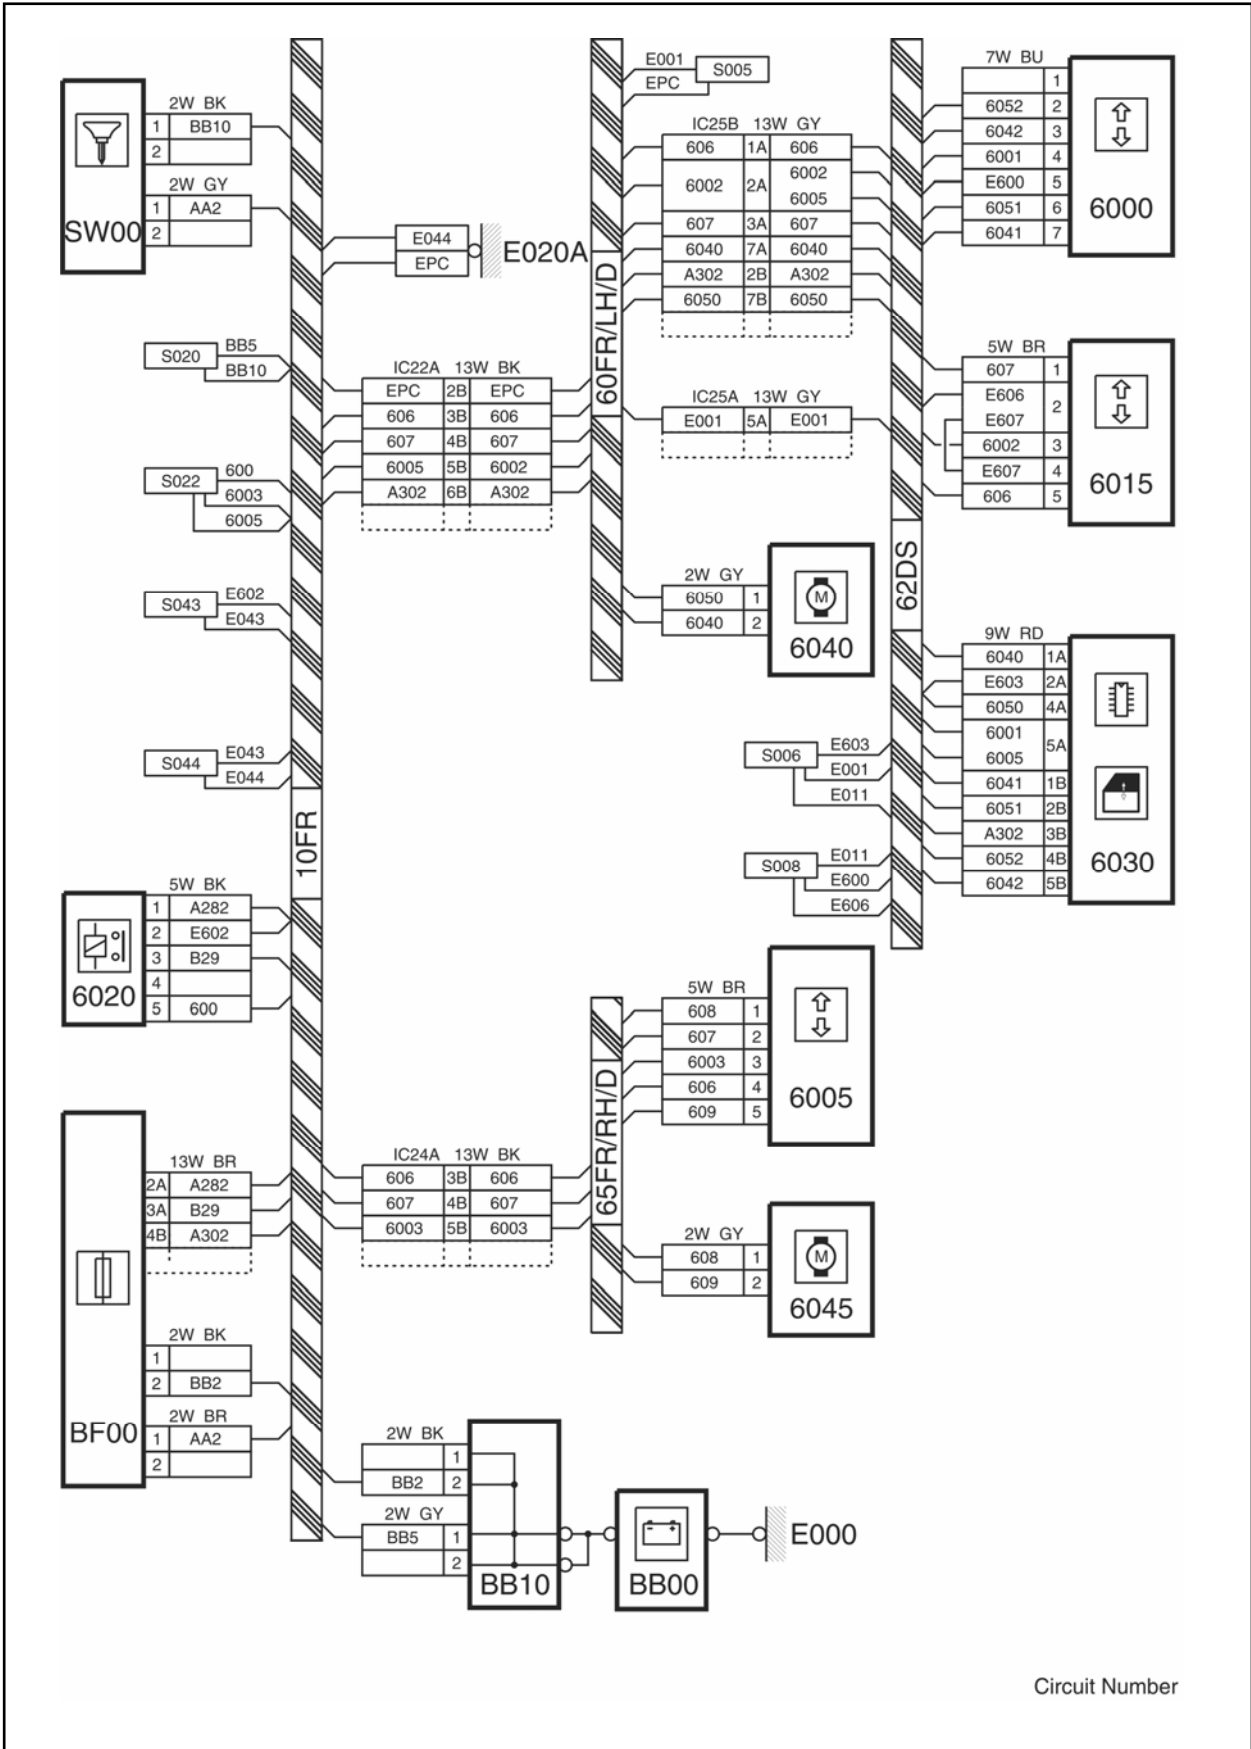 2W BK
1 BB10
2
2W GY
1 AA2
2
SW00
E044
EPC
E020A
S020
BB5
BB10
S022
600
6003
6005
S043
E602
E043
S044
E043
E044
10FR
5W BK
1 A282
2 E602
3 B29
4
5 600
6020
13W BR
2A A282
3A B29
4B A302
2W BK
1
2 BB2
2W BR
1 AA2
2
BF00
IC22A 13W BK
EPC 2B EPC
606 3B 606
607 4B 607
6005 5B 6002
A302 6B A302
IC24A 13W BK
606 3B 606
607 4B 607
6003 5B 6003
2W BK
1
BB2 2
2W GY
BB5 1
2
BB10
BB00
E000
E001
EPC
S005
60FR/LH/D
IC25B 13W GY
606 1A 606
6002 2A 6002
6005
607 3A 607
6040 7A 6040
A302 2B A302
6050 7B 6050
IC25A 13W GY
E001 5A E001
2W GY
6050 1
6040 2
M
6040
S006
E603
E001
E011
S008
E011
E600
E606
65FR/RH/D
5W BR
608 1
607 2
6003 3
606 4
609 5
6005
2W GY
608 1
609 2
M
6045
62DS
7W BU
1
6052 2
6042 3
6001 4
E600 5
6051 6
6041 7
6000
5W BR
607 1
E606 2
E607
6002 3
E607 4
606 5
6015
9W RD
6040 1A
E603 2A
6050 4A
6001 5A
6005
6041 1B
6051 2B
A302 3B
6052 4B
6042 5B
6030
Circuit Number